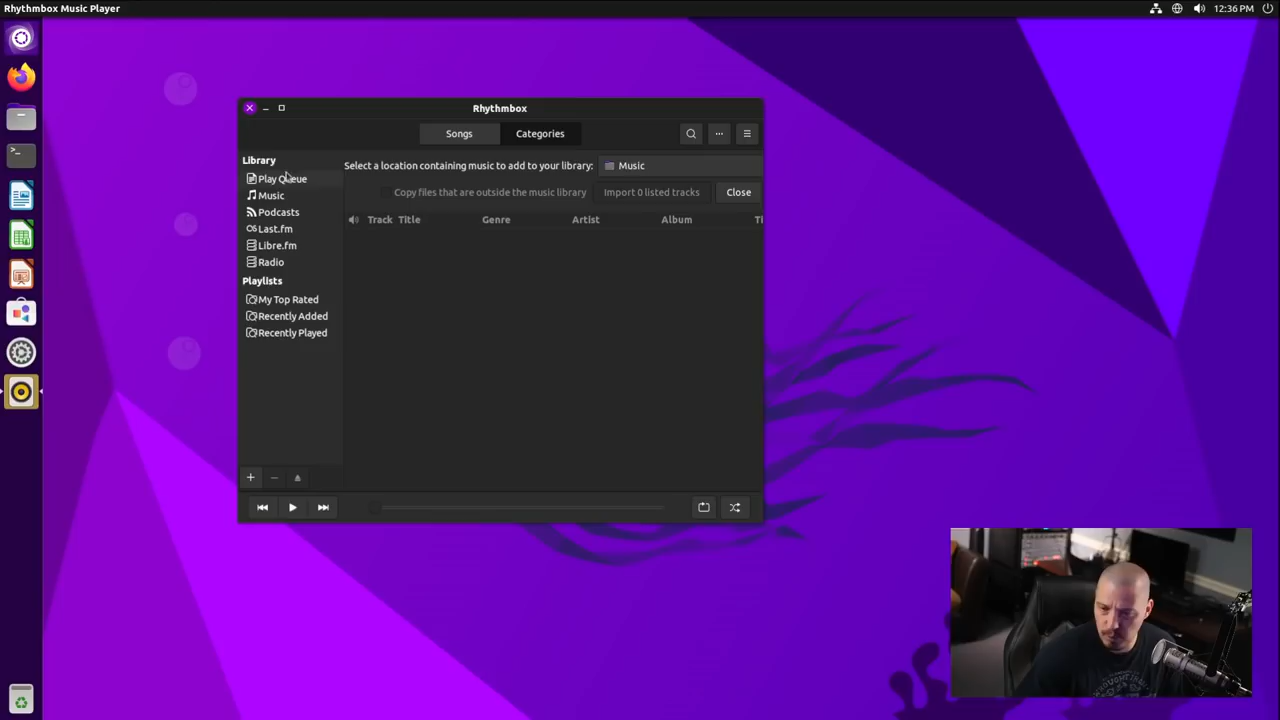 Rhythmbox Music Player
12:36 PM
Rhythmbox
Songs
Categories
Library
Play Queue
Music
Podcasts
Last.fm
Libre.fm
Radio
Playlists
My Top Rated
Recently Added
Recently Played
Select a location containing music to add to your library:
Music
Copy files that are outside the music library
Import 0 listed tracks
Close
Track Title Genre Artist Album Ti